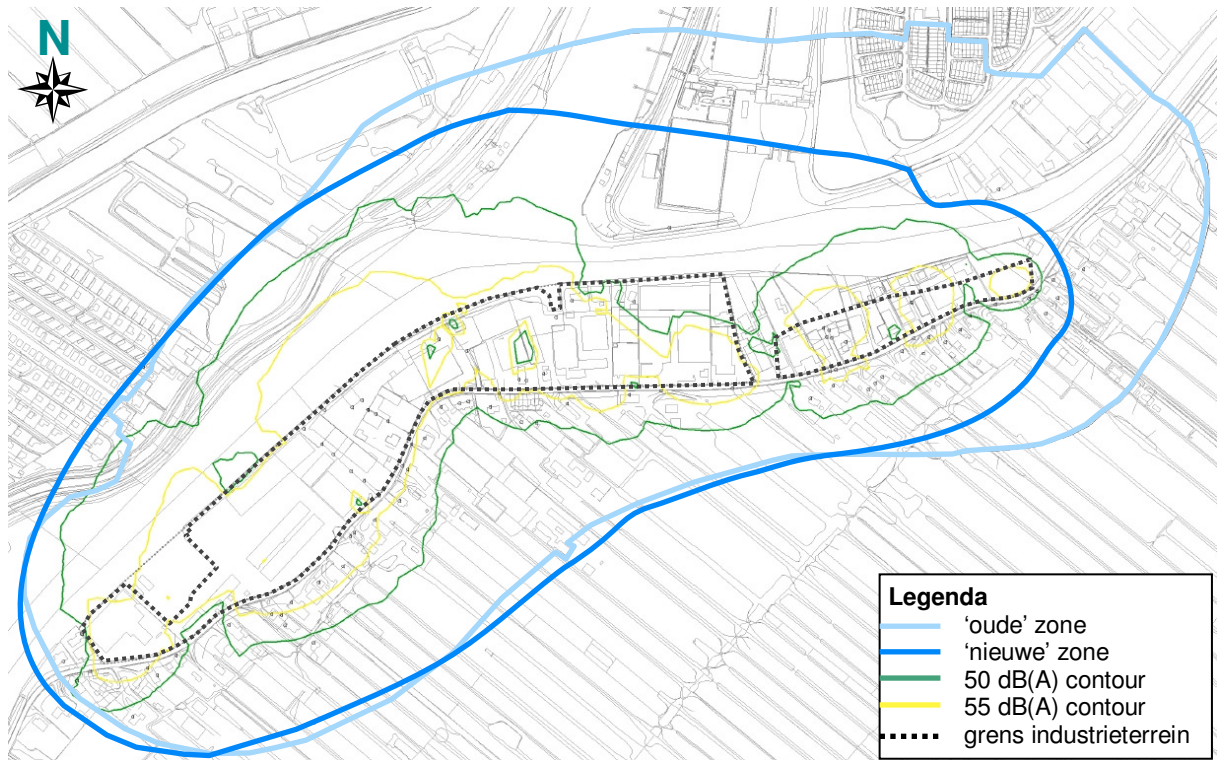 N
Legenda
‘oude’ zone
‘nieuwe’ zone
50 dB(A) contour
55 dB(A) contour
grens industrieterrein